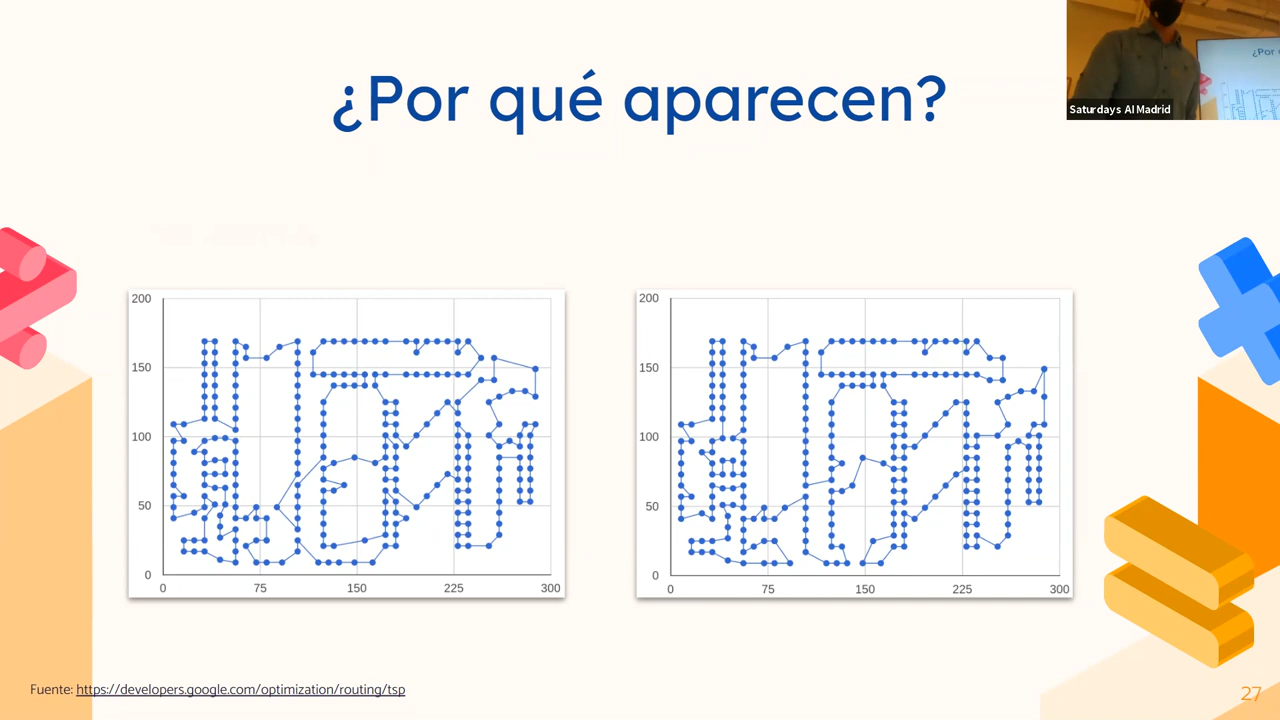 ¿Por qué aparecen?
Saturdays AI Madrid
¿Por
200
150
100
50
0
0 75 150 225 300
200
150
100
50
0
0 75 150 225 300
Fuente: https://developers.google.com/optimization/routing/tsp
27